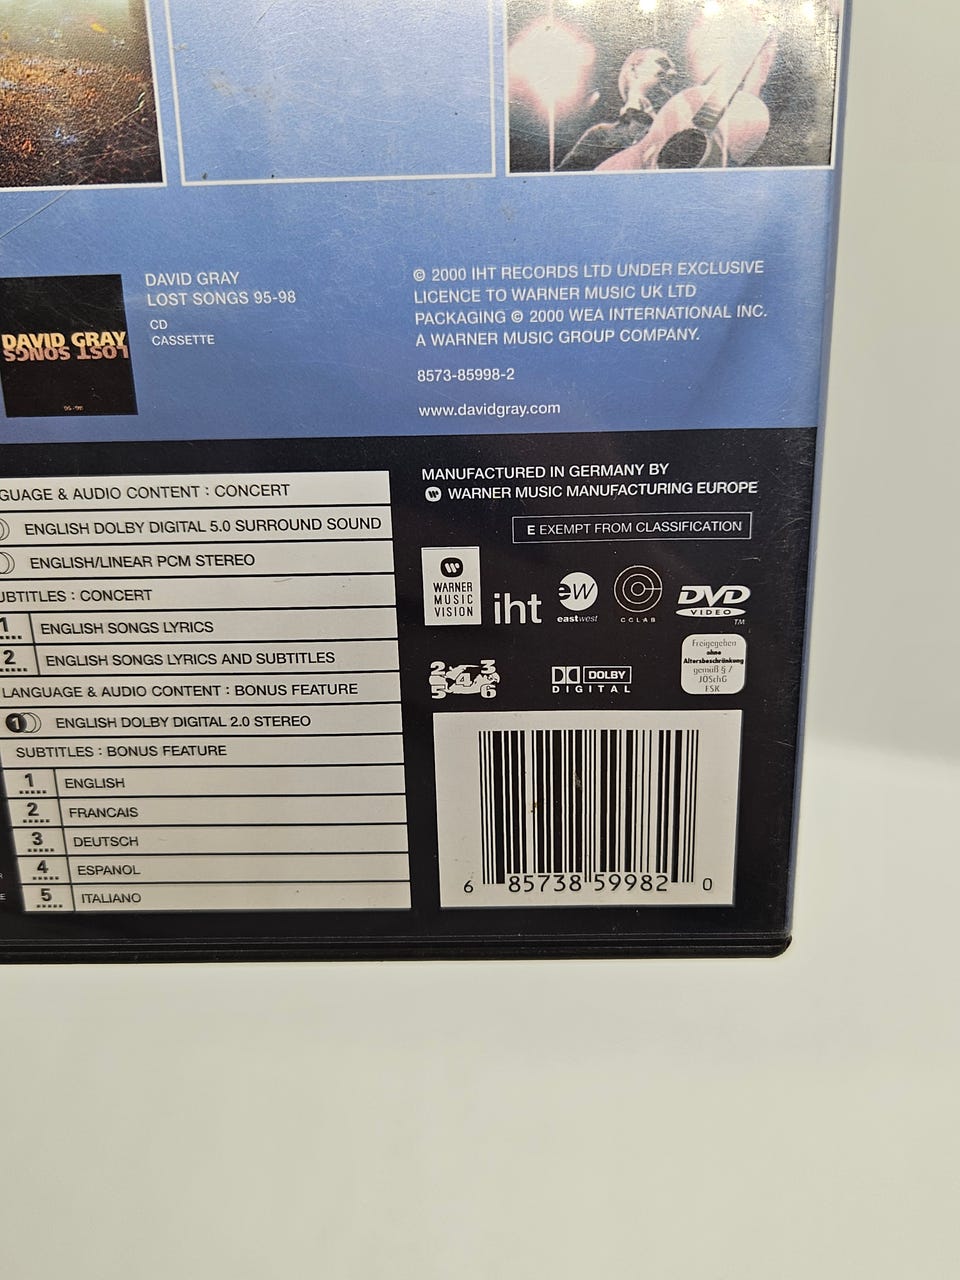 DAVID GRAY
LOST SONGS 95-98
CD
CASSETTE
DAVID GRAY
LOST SONGS
95-98
© 2000 IHT RECORDS LTD UNDER EXCLUSIVE
LICENCE TO WARNER MUSIC UK LTD
PACKAGING © 2000 WEA INTERNATIONAL INC.
A WARNER MUSIC GROUP COMPANY.
8573-85998-2
www.davidgray.com
GUAGE & AUDIO CONTENT : CONCERT
ENGLISH DOLBY DIGITAL 5.0 SURROUND SOUND
ENGLISH/LINEAR PCM STEREO
UBTITLES : CONCERT
1 ENGLISH SONGS LYRICS
2 ENGLISH SONGS LYRICS AND SUBTITLES
LANGUAGE & AUDIO CONTENT : BONUS FEATURE
1 ENGLISH DOLBY DIGITAL 2.0 STEREO
SUBTITLES : BONUS FEATURE
1 ENGLISH
2 FRANCAIS
3 DEUTSCH
4 ESPANOL
5 ITALIANO
MANUFACTURED IN GERMANY BY
WARNER MUSIC MANUFACTURING EUROPE
E EXEMPT FROM CLASSIFICATION
WARNER
MUSIC
VISION
iht
ew
eastwest
CCLAB
DVD
VIDEO
TM
2 3
4
5 6
DOLBY
DIGITAL
Freigegeben
ohne
Altersbeschränkung
gemäß § 7
JÖSchG
FSK
6 85738 59982 0